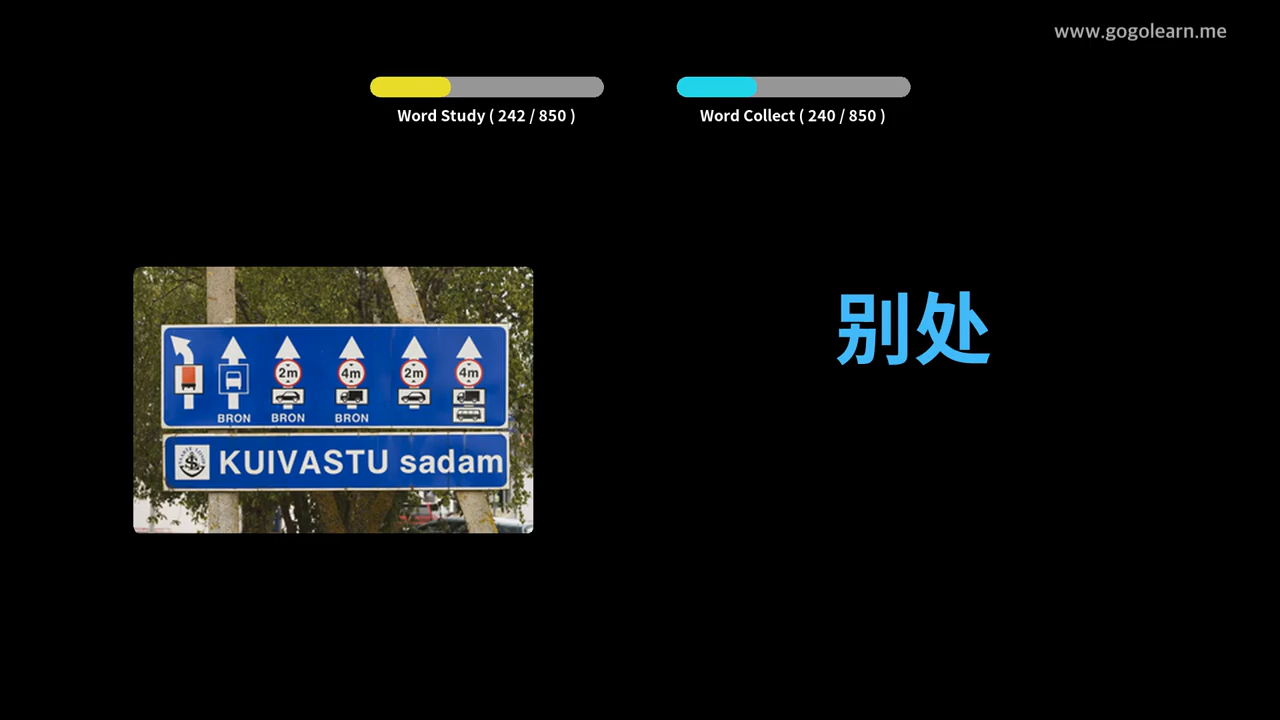 www.gogolearn.me
Word Study ( 242 / 850 )
Word Collect ( 240 / 850 )
别处
2m 4m 2m 4m
BRON BRON BRON
KUIVASTU sadam